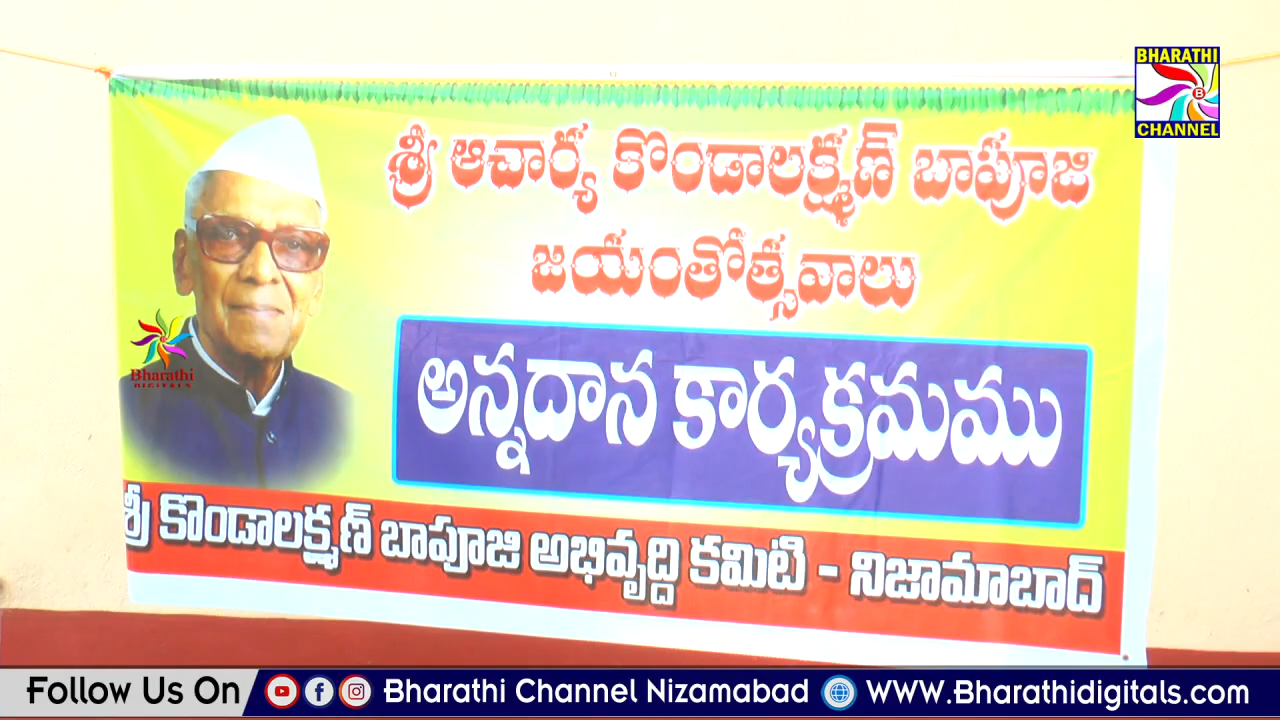 BHARATHI
B
CHANNEL
శ్రీ ఆచార్య కొండాలక్ష్మణ్ బాపూజి
జయంతోత్సవాలు
అన్నదాన కార్యక్రమము
Bharathi
DIGITALS
శ్రీ కొండాలక్ష్మణ్ బాపూజి అభివృద్ది కమిటి - నిజామాబాద్
Follow Us On Bharathi Channel Nizamabad WWW.Bharathidigitals.com